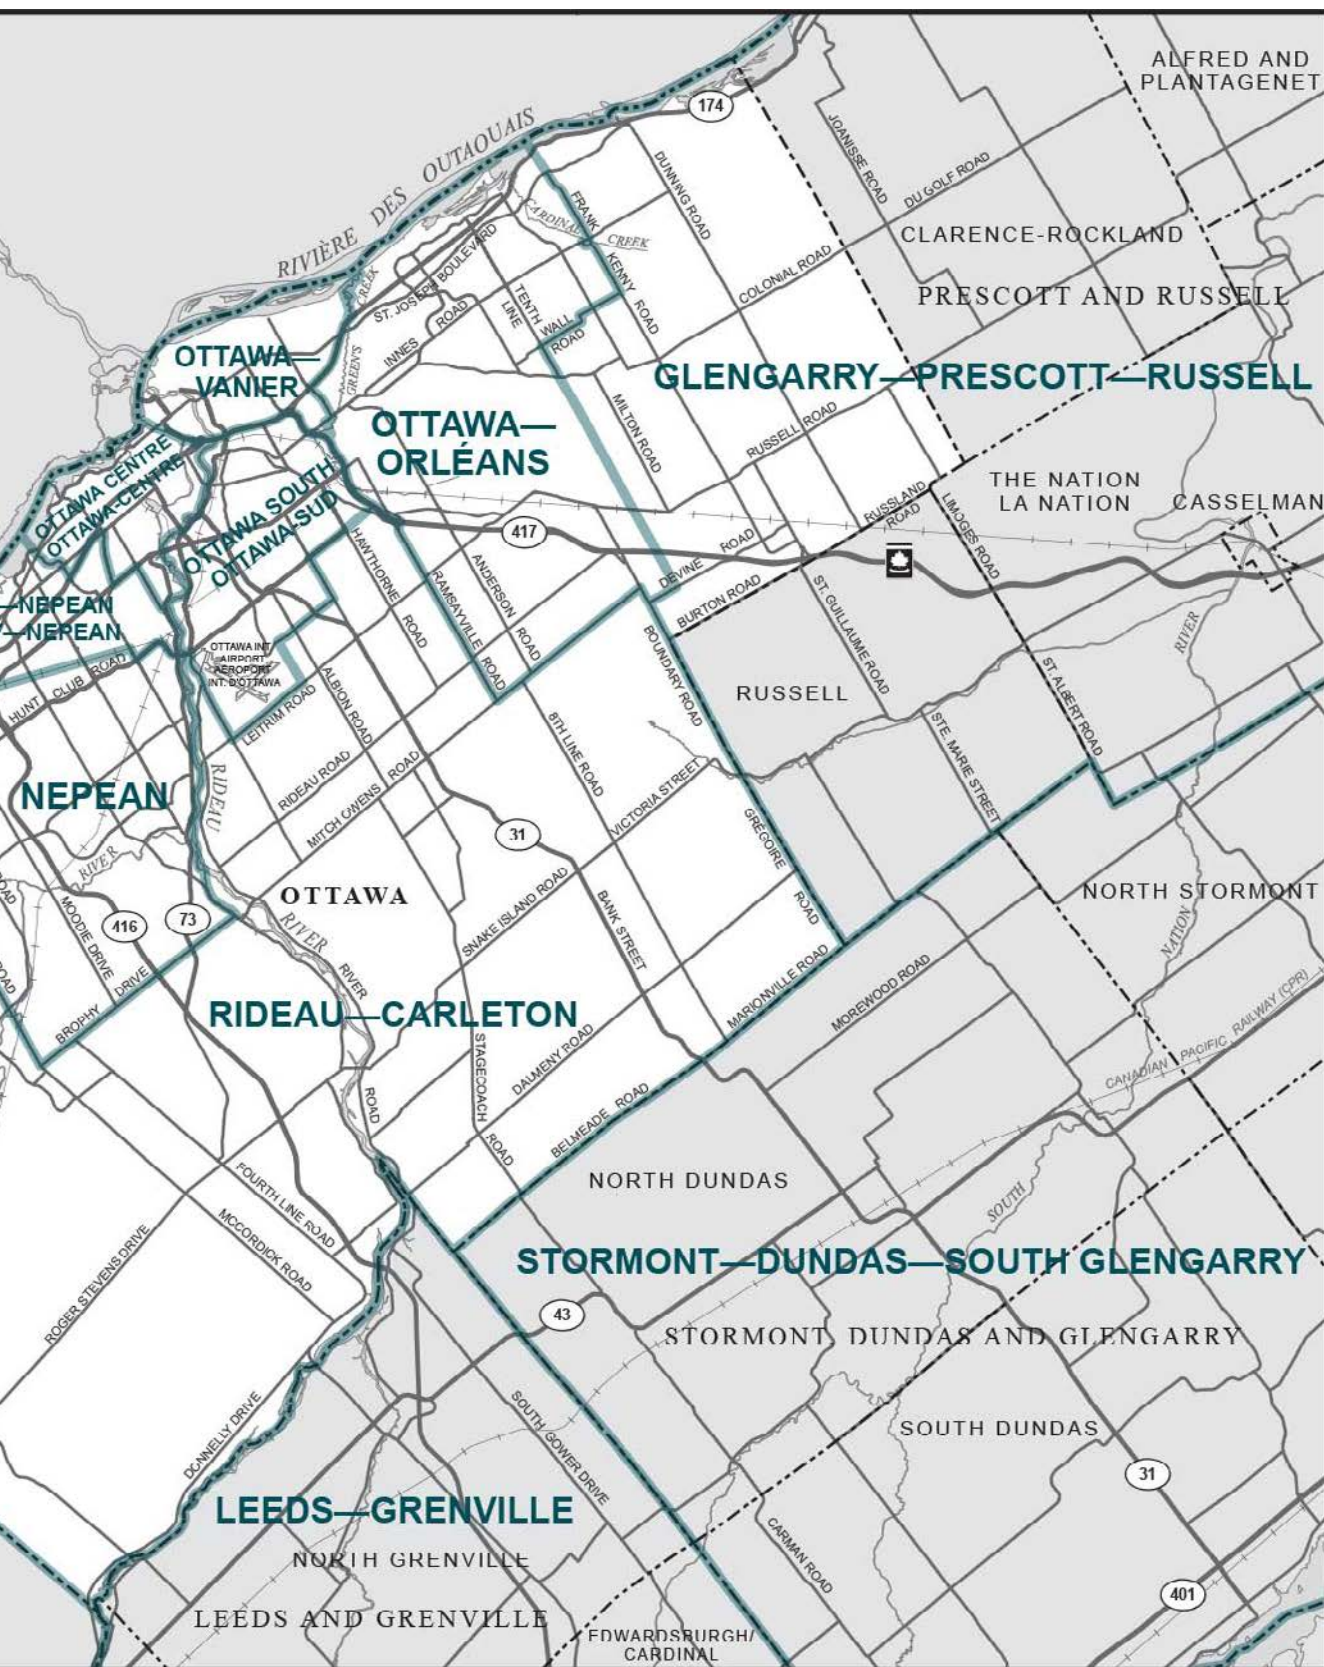 ALFRED AND
PLANTAGENET
174
RIVIÈRE DES OUTAOUAIS
JOANISSE ROAD
DU GOLF ROAD
DUNNING ROAD
FRANK KENNY ROAD
CARDINAL CREEK
CLARENCE-ROCKLAND
COLONIAL ROAD
PRESCOTT AND RUSSELL
GREEN'S CREEK
ST. JOSEPH BOULEVARD
INNES ROAD
TENTH LINE
WALL ROAD
OTTAWA—
VANIER
GLENGARRY—PRESCOTT—RUSSELL
OTTAWA—
ORLÉANS
MILTON ROAD
RUSSELL ROAD
OTTAWA CENTRE
OTTAWA-CENTRE
OTTAWA SOUTH
OTTAWA-SUD
THE NATION
LA NATION
CASSELMAN
RUSSLAND
ROAD
LIMOGES ROAD
417
HAWTHORNE ROAD
RAMSAYVILLE ROAD
ANDERSON ROAD
DEVINE ROAD
BURTON ROAD
ST. GUILLAUME ROAD
—NEPEAN
—NEPEAN
HUNT CLUB ROAD
OTTAWA INT.
AIRPORT
AÉROPORT
INT. D'OTTAWA
LEITRIM ROAD
ALBION ROAD
BOUNDARY ROAD
RUSSELL
ST. ALBERT ROAD
STE. MARIE STREET
RIVER
8TH LINE ROAD
RIDEAU ROAD
MITCH OWENS ROAD
VICTORIA STREET
NEPEAN
RIDEAU
RIVER
31
GRÉGOIRE ROAD
ROAD
MOODIE DRIVE
416
73
OTTAWA
RIVER
SNAKE ISLAND ROAD
BANK STREET
NORTH STORMONT
NATION
ROAD
BROPHY DRIVE
RIVER
ROAD
RIDEAU—CARLETON
MARIONVILLE ROAD
MOREWOOD ROAD
CANADIAN PACIFIC RAILWAY (CPR)
STAGECOACH
ROAD
DALMENY ROAD
BELMEADE ROAD
NORTH DUNDAS
SOUTH
FOURTH LINE ROAD
MCCORDICK ROAD
ROGER STEVENS DRIVE
STORMONT—DUNDAS—SOUTH GLENGARRY
43
STORMONT, DUNDAS AND GLENGARRY
DONNELLY DRIVE
SOUTH GOWER DRIVE
SOUTH DUNDAS
31
LEEDS—GRENVILLE
NORTH GRENVILLE
CARMAN ROAD
401
LEEDS AND GRENVILLE
EDWARDSBURGH/
CARDINAL